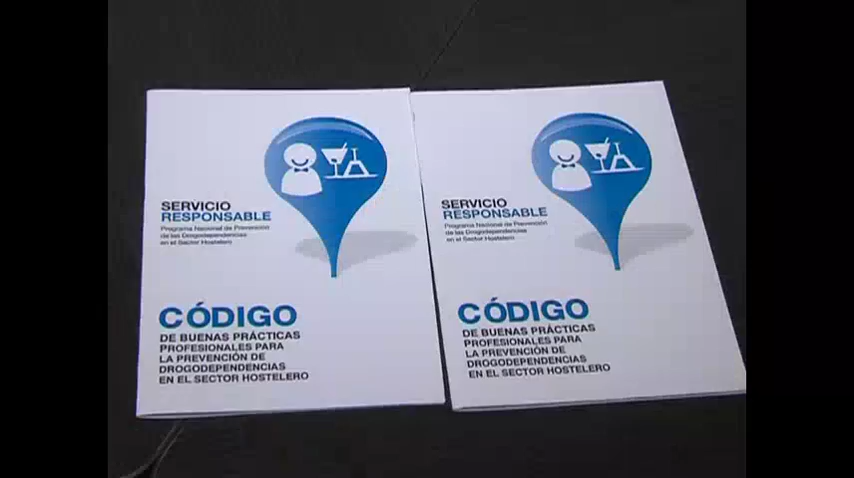 SERVICIO
RESPONSABLE
Programa Nacional de Prevención
de las Drogodependencias
en el Sector Hostelero
CÓDIGO
DE BUENAS PRÁCTICAS
PROFESIONALES PARA
LA PREVENCIÓN DE
DROGODEPENDENCIAS
EN EL SECTOR HOSTELERO
SERVICIO
RESPONSABLE
Programa Nacional de Prevención
de las Drogodependencias
en el Sector Hostelero
CÓDIGO
DE BUENAS PRÁCTICAS
PROFESIONALES PARA
LA PREVENCIÓN DE
DROGODEPENDENCIAS
EN EL SECTOR HOSTELERO